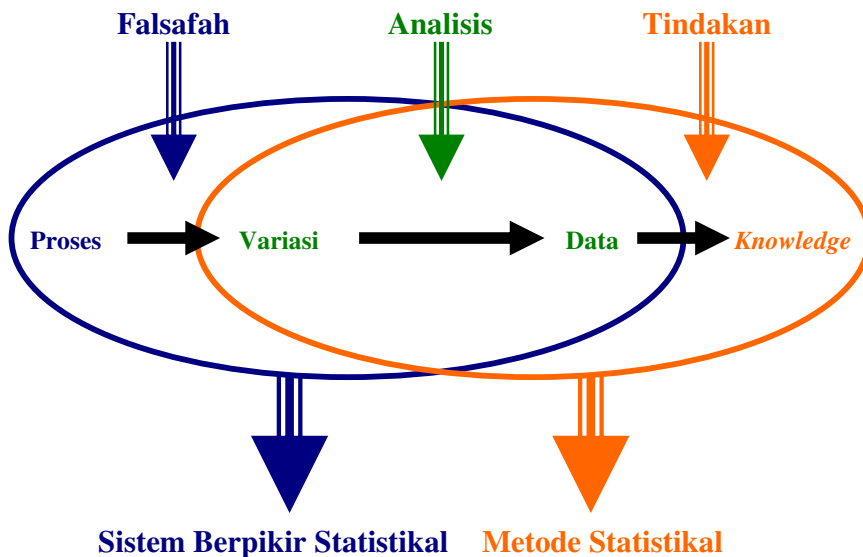 Falsafah Analisis Tindakan
Proses Variasi Data Knowledge
Sistem Berpikir Statistikal Metode Statistikal